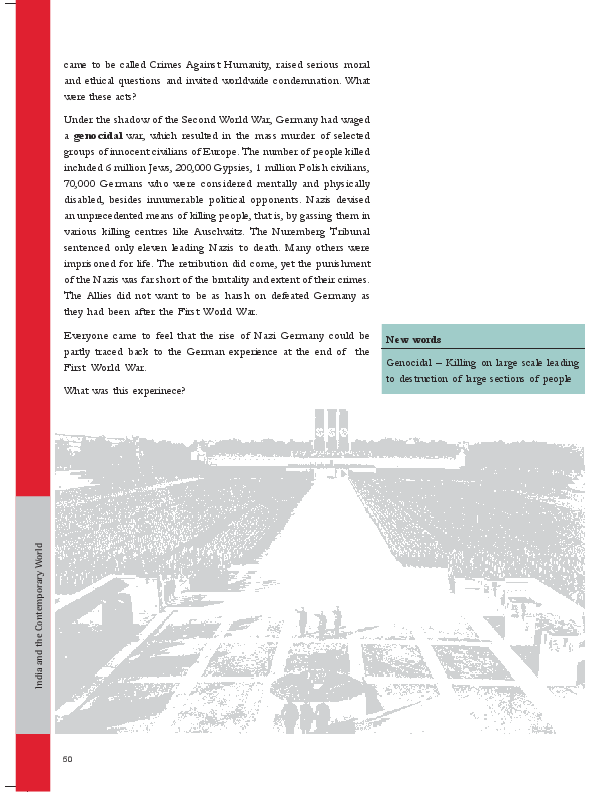 came to be called Crimes Against Humanity, raised serious moral
and ethical questions and invited worldwide condemnation. What
were these acts?
Under the shadow of the Second World War, Germany had waged
a genocidal war, which resulted in the mass murder of selected
groups of innocent civilians of Europe. The number of people killed
included 6 million Jews, 200,000 Gypsies, 1 million Polish civilians,
70,000 Germans who were considered mentally and physically
disabled, besides innumerable political opponents. Nazis devised
an unprecedented means of killing people, that is, by gassing them in
various killing centres like Auschwitz. The Nuremberg Tribunal
sentenced only eleven leading Nazis to death. Many others were
imprisoned for life. The retribution did come, yet the punishment
of the Nazis was far short of the brutality and extent of their crimes.
The Allies did not want to be as harsh on defeated Germany as
they had been after the First World War.
Everyone came to feel that the rise of Nazi Germany could be
partly traced back to the German experience at the end of the
First World War.
What was this experinece?
New words
Genocidal – Killing on large scale leading
to destruction of large sections of people
India and the Contemporary World
50